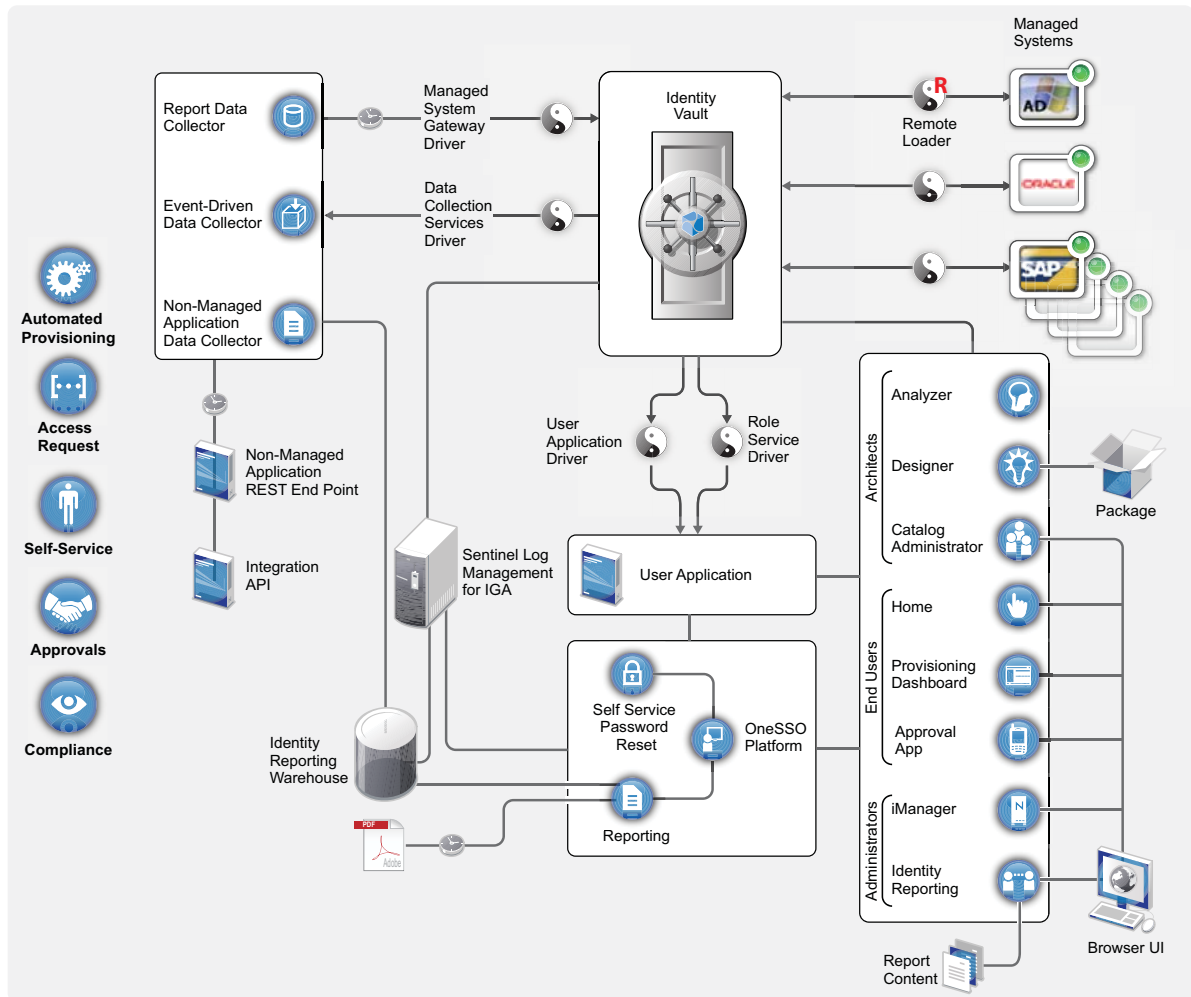 Managed
Systems
Report Data
Collector
Event-Driven
Data Collector
Non-Managed
Application
Data Collector
Managed
System
Gateway
Driver
Data
Collection
Services
Driver
Identity
Vault
R
Remote
Loader
AD
ORACLE
SAP
Automated
Provisioning
Access
Request
Self-Service
Approvals
Compliance
Non-Managed
Application
REST End Point
Integration
API
User
Application
Driver
Role
Service
Driver
Sentinel Log
Management
for IGA
User Application
Self Service
Password
Reset
OneSSO
Platform
Reporting
Identity
Reporting
Warehouse
PDF
Adobe
Architects
Analyzer
Designer
Catalog
Administrator
End Users
Home
Provisioning
Dashboard
Approval
App
Administrators
iManager
N
Identity
Reporting
Package
Browser UI
Report
Content